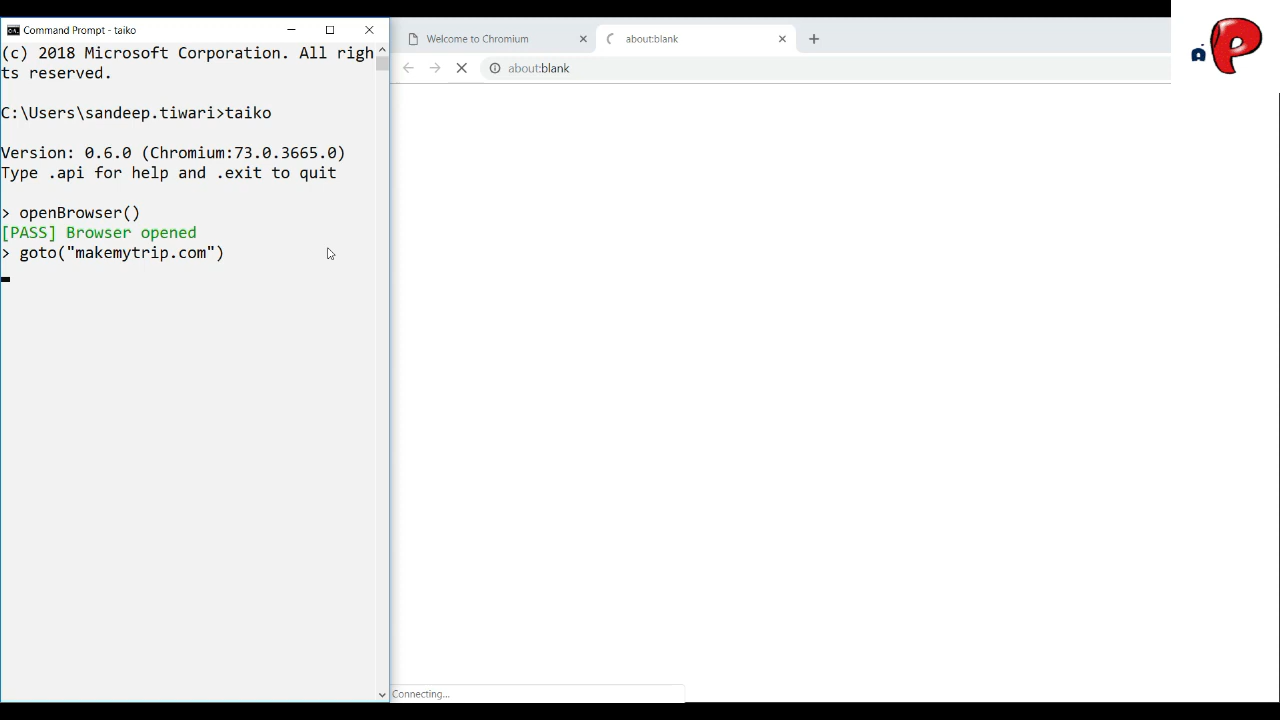 Command Prompt - taiko
(c) 2018 Microsoft Corporation. All righ
ts reserved.
C:\Users\sandeep.tiwari>taiko
Version: 0.6.0 (Chromium:73.0.3665.0)
Type .api for help and .exit to quit
> openBrowser()
[PASS] Browser opened
> goto("makemytrip.com")
Welcome to Chromium
about:blank
about:blank
Connecting...
A P